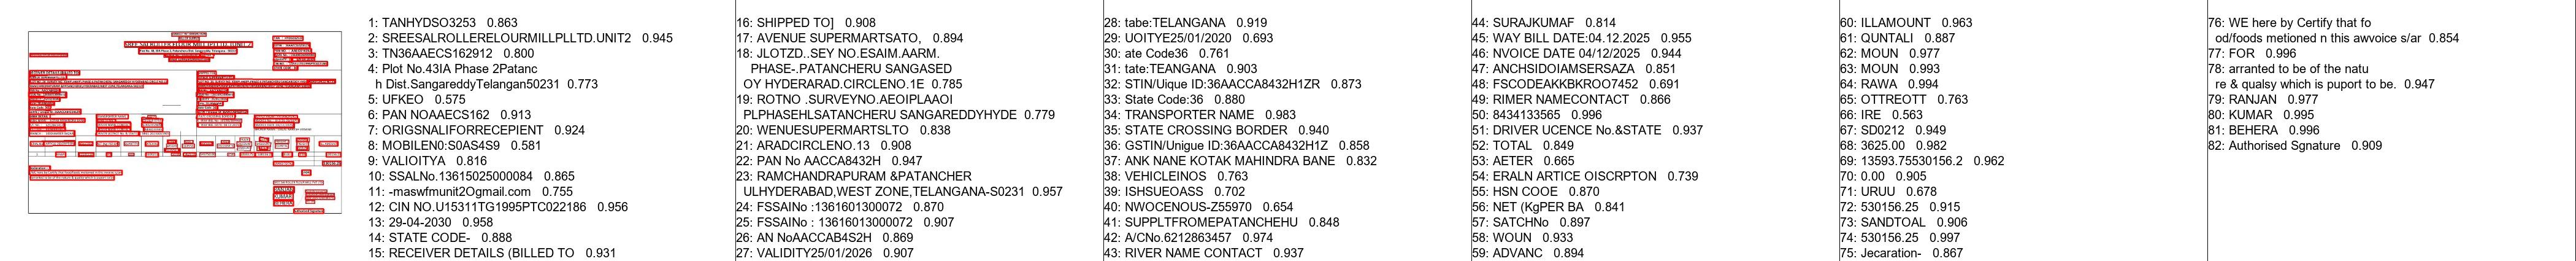 1: TANHYDSO3253 0.863
2: SREESALROLLERELOURMILLPLLTD.UNIT2 0.945
3: TN36AAECS162912 0.800
4: Plot No.43IA Phase 2Patanc
h Dist.SangareddyTelangan50231 0.773
5: UFKEO 0.575
6: PAN NOAAECS162 0.913
7: ORIGSNALIFORRECEPIENT 0.924
8: MOBILEN0:S0AS4S9 0.581
9: VALIOITYA 0.816
10: SSALNo.13615025000084 0.865
11: -maswfmunit2Ogmail.com 0.755
12: CIN NO.U15311TG1995PTC022186 0.956
13: 29-04-2030 0.958
14: STATE CODE- 0.888
15: RECEIVER DETAILS (BILLED TO 0.931
16: SHIPPED TO] 0.908
17: AVENUE SUPERMARTSATO, 0.894
18: JLOTZD..SEY NO.ESAIM.AARM.
PHASE-.PATANCHERU SANGASED
OY HYDERARAD.CIRCLENO.1E 0.785
19: ROTNO .SURVEYNO.AEOIPLAAOI
PLPHASEHLSATANCHERU SANGAREDDYHYDE 0.779
20: WENUESUPERMARTSLTO 0.838
21: ARADCIRCLENO.13 0.908
22: PAN No AACCA8432H 0.947
23: RAMCHANDRAPURAM &PATANCHER
ULHYDERABAD,WEST ZONE,TELANGANA-S0231 0.957
24: FSSAINo :13616013000072 0.870
25: FSSAINo : 13616013000072 0.907
26: AN NoAACCAB4S2H 0.869
27: VALIDITY25/01/2026 0.907
28: tabe:TELANGANA 0.919
29: UOITYE25/01/2020 0.693
30: ate Code36 0.761
31: tate:TEANGANA 0.903
32: STIN/Uique ID:36AACCA8432H1ZR 0.873
33: State Code:36 0.880
34: TRANSPORTER NAME 0.983
35: STATE CROSSING BORDER 0.940
36: GSTIN/Unigue ID:36AACCA8432H1Z 0.858
37: ANK NANE KOTAK MAHINDRA BANE 0.832
38: VEHICLEINOS 0.763
39: ISHSUEOASS 0.702
40: NWOCENOUS-Z55970 0.654
41: SUPPLTFROMEPATANCHEHU 0.848
42: A/CNo.6212863457 0.974
43: RIVER NAME CONTACT 0.937
44: SURAJKUMAF 0.814
45: WAY BILL DATE:04.12.2025 0.955
46: NVOICE DATE 04/12/2025 0.944
47: ANCHSIDOIAMSERSAZA 0.851
48: FSCODEAKKBKROO7452 0.691
49: RIMER NAMECONTACT 0.866
50: 8434133565 0.996
51: DRIVER UCENCE No.&STATE 0.937
52: TOTAL 0.849
53: AETER 0.665
54: ERALN ARTICE OISCRPTON 0.739
55: HSN COOE 0.870
56: NET (KgPER BA 0.841
57: SATCHNo 0.897
58: WOUN 0.933
59: ADVANC 0.894
60: ILLAMOUNT 0.963
61: QUNTALI 0.887
62: MOUN 0.977
63: MOUN 0.993
64: RAWA 0.994
65: OTTREOTT 0.763
66: IRE 0.563
67: SD0212 0.949
68: 3625.00 0.982
69: 13593.75530156.2 0.962
70: 0.00 0.905
71: URUU 0.678
72: 530156.25 0.915
73: SANDTOAL 0.906
74: 530156.25 0.997
75: Jecaration- 0.867
76: WE here by Certify that fo
od/foods metioned n this awvoice s/ar 0.854
77: FOR 0.996
78: arranted to be of the natu
re & qualsy which is puport to be. 0.947
79: RANJAN 0.977
80: KUMAR 0.995
81: BEHERA 0.996
82: Authorised Sgnature 0.909